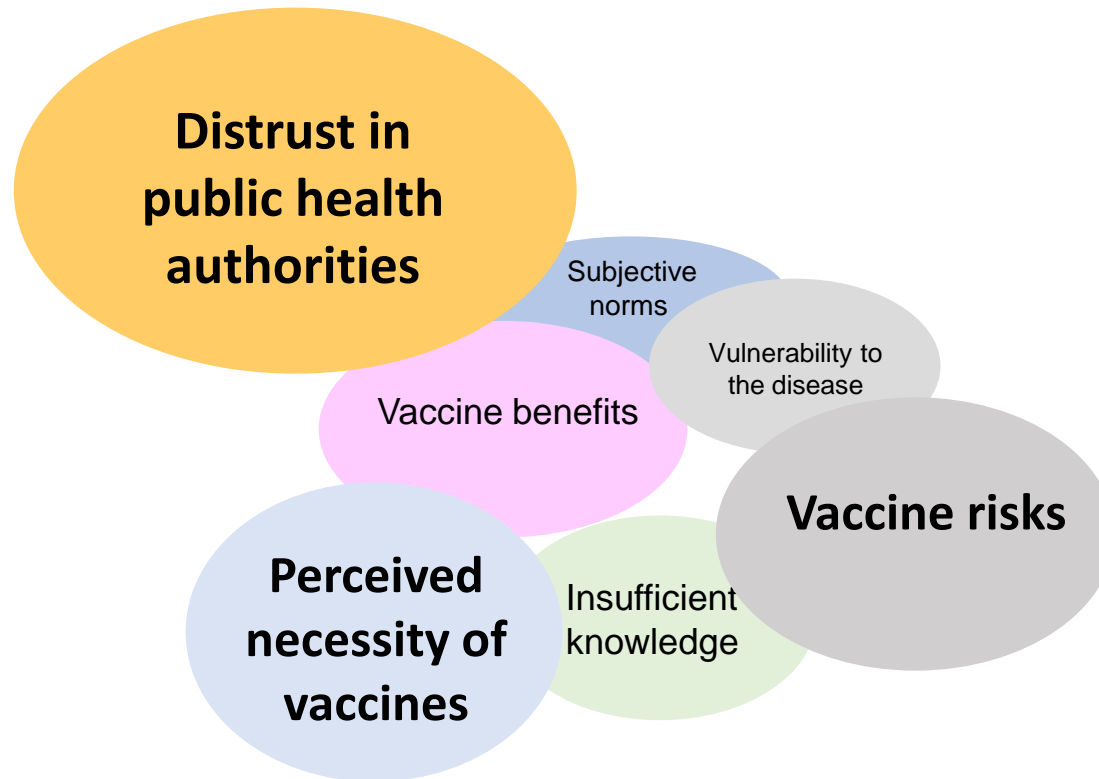 Distrust in
public health
authorities
Subjective
norms
Vulnerability to
the disease
Vaccine benefits
Vaccine risks
Perceived
necessity of
vaccines
Insufficient
knowledge